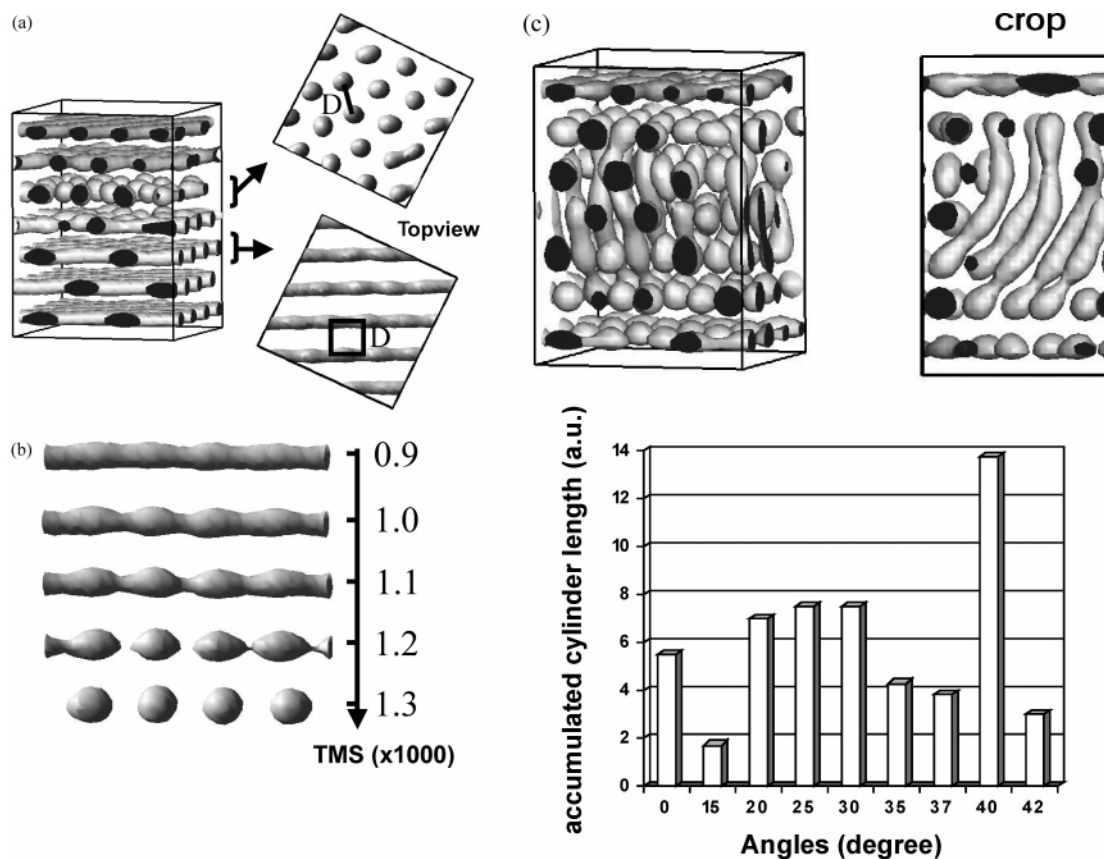 (a)
D
Topview
D
(b)
0.9
1.0
1.1
1.2
1.3
TMS (x1000)
(c)
crop
accumulated cylinder length (a.u.)
14
12
10
8
6
4
2
0
0 15 20 25 30 35 37 40 42
Angles (degree)